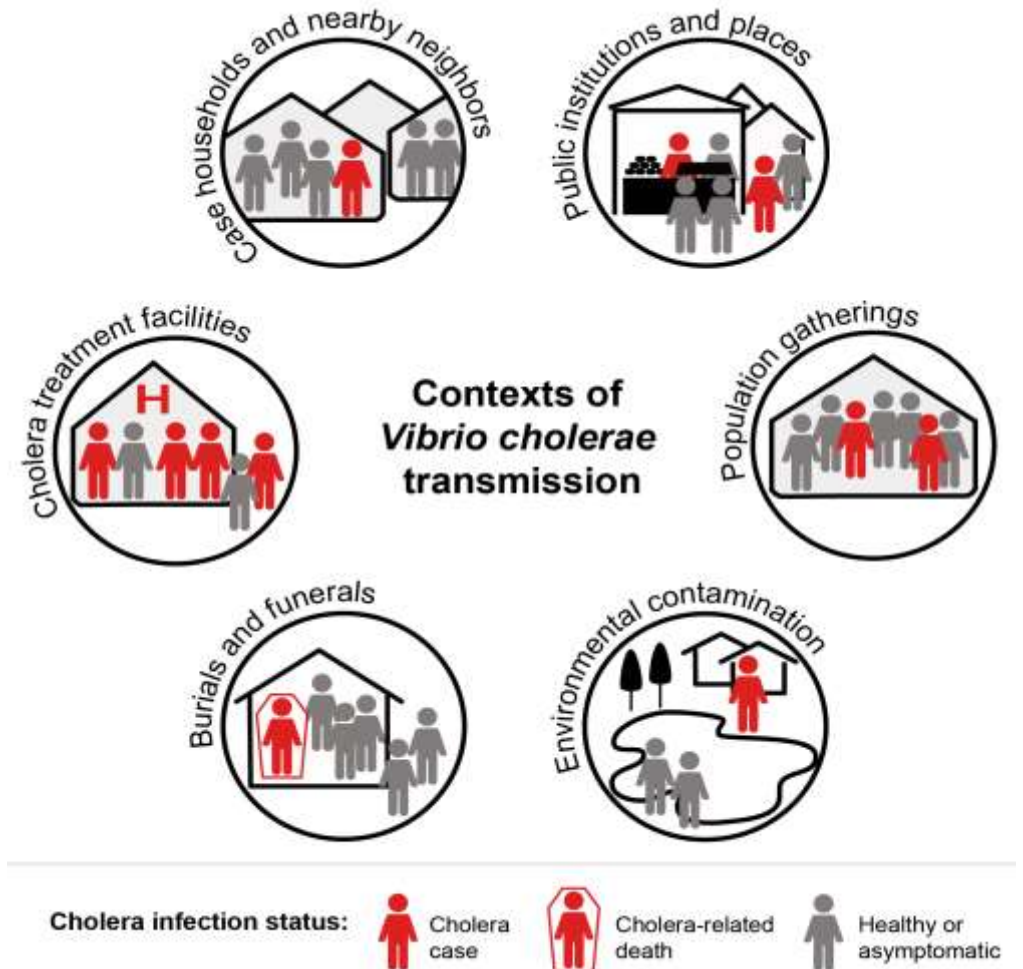 Case households and nearby neighbors
Public institutions and places
Cholera treatment facilities
H
Contexts of
Vibrio cholerae
transmission
Population gatherings
Burials and funerals
Environmental contamination
Cholera infection status:
Cholera
case
Cholera-related
death
Healthy or
asymptomatic